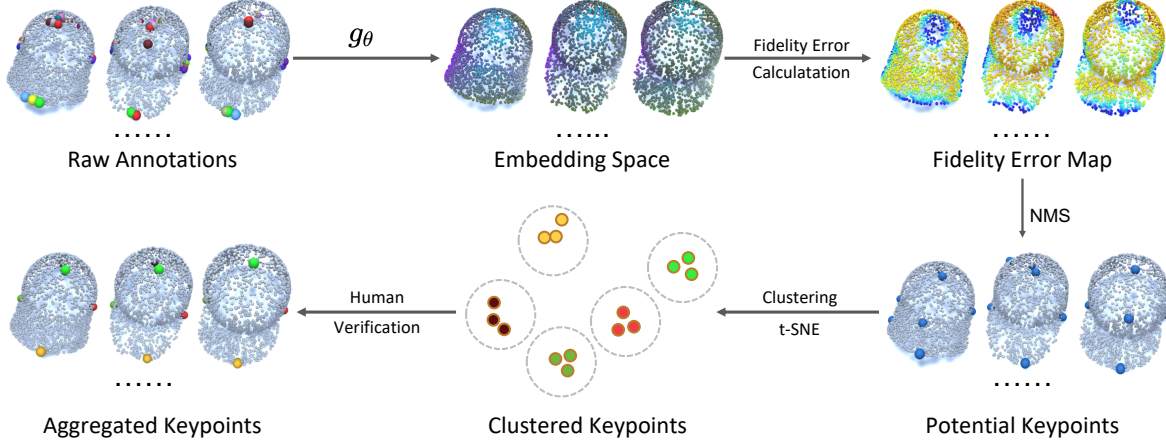 gθ
Fidelity Error
Calculatation
......
......
......
Raw Annotations
Embedding Space
Fidelity Error Map
NMS
Human
Verification
Clustering
t-SNE
......
......
Aggregated Keypoints
Clustered Keypoints
Potential Keypoints